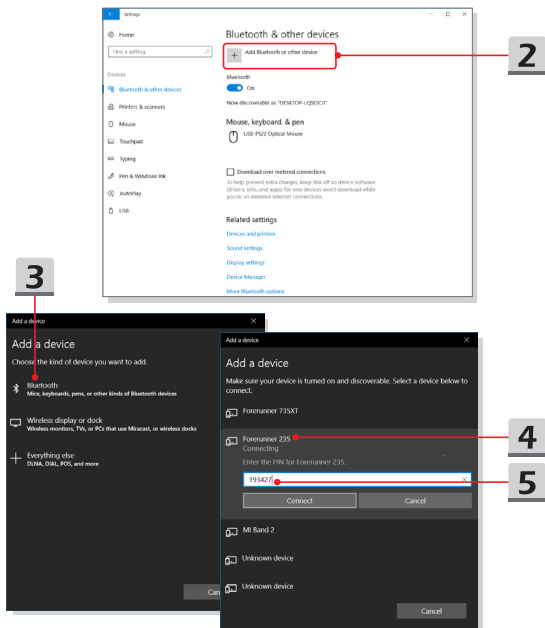 Settings
Home
Find a setting
Devices
Bluetooth & other devices
Printers & scanners
Mouse
Touchpad
Typing
Pen & Windows Ink
AutoPlay
USB
Bluetooth & other devices
Add Bluetooth or other device
2
Bluetooth
On
Now discoverable as "DESKTOP-LQSDICI"
Mouse, keyboard, & pen
USB-PS/2 Optical Mouse
Download over metered connections
To help prevent extra charges, keep this off so device software
(drivers, info, and apps) for new devices won't download while
you're on metered internet connections.
Related settings
Devices and printers
Sound settings
Display settings
Device Manager
More Bluetooth options
3
Add a device
Add a device
Choose the kind of device you want to add.
Bluetooth
Mice, keyboards, pens, or other kinds of Bluetooth devices
Wireless display or dock
Wireless monitors, TVs, or PCs that use Miracast, or wireless docks
Everything else
DLNA, DIAL, POS, and more
Can
Add a device
Add a device
Make sure your device is turned on and discoverable. Select a device below to
connect.
Forerunner 735XT
Forerunner 235
4
Connecting
Enter the PIN for Forerunner 235.
193427
5
Connect
Cancel
MI Band 2
Unknown device
Unknown device
Cancel